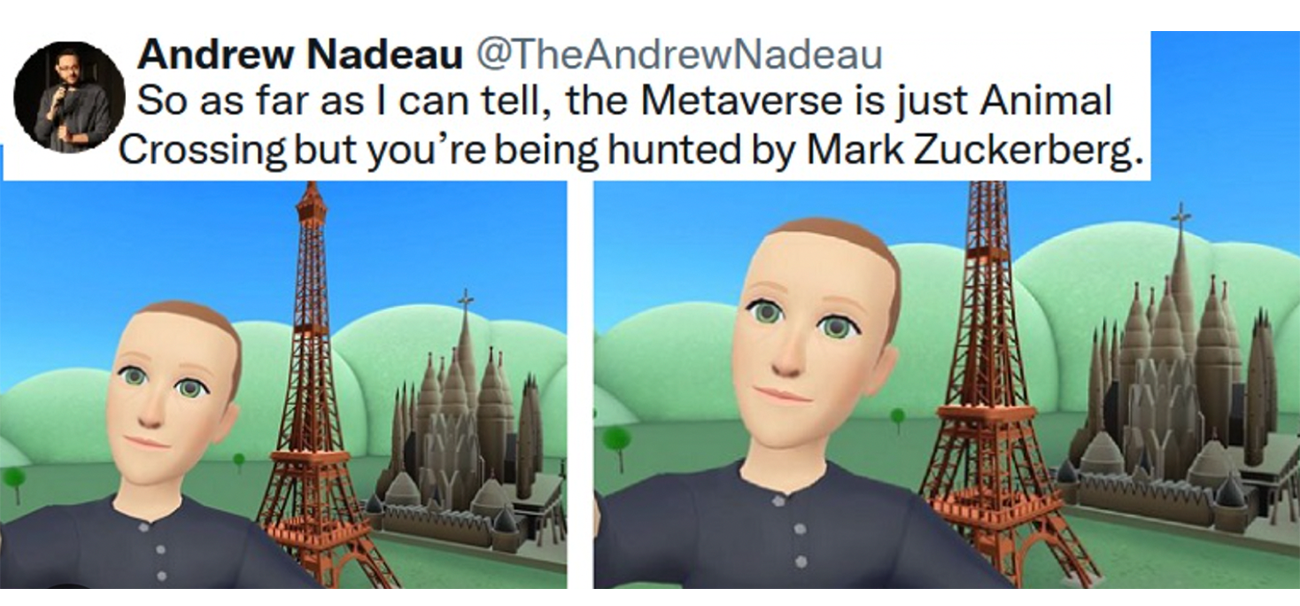 Andrew Nadeau @TheAndrewNadeau
So as far as I can tell, the Metaverse is just Animal
Crossing but you’re being hunted by Mark Zuckerberg.